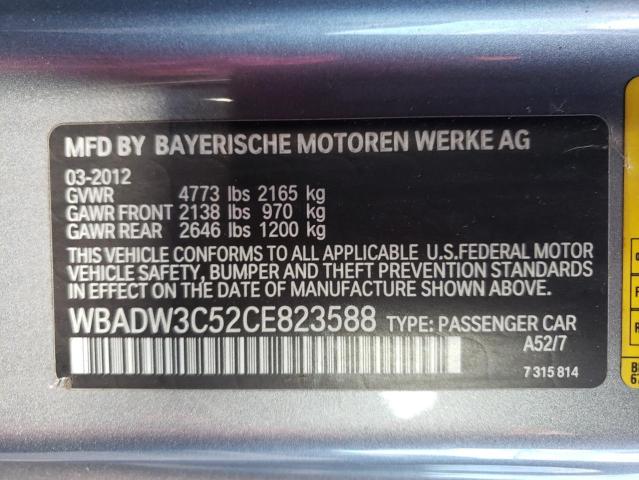 MFD BY BAYERISCHE MOTOREN WERKE AG
03-2012
GVWR 4773 lbs 2165 kg
GAWR FRONT 2138 lbs 970 kg
GAWR REAR 2646 lbs 1200 kg
THIS VEHICLE CONFORMS TO ALL APPLICABLE U.S.FEDERAL MOTOR
VEHICLE SAFETY, BUMPER AND THEFT PREVENTION STANDARDS
IN EFFECT ON THE DATE OF MANUFACTURE SHOWN ABOVE.
WBADW3C52CE823588 TYPE: PASSENGER CAR
A52/7
7 315 814